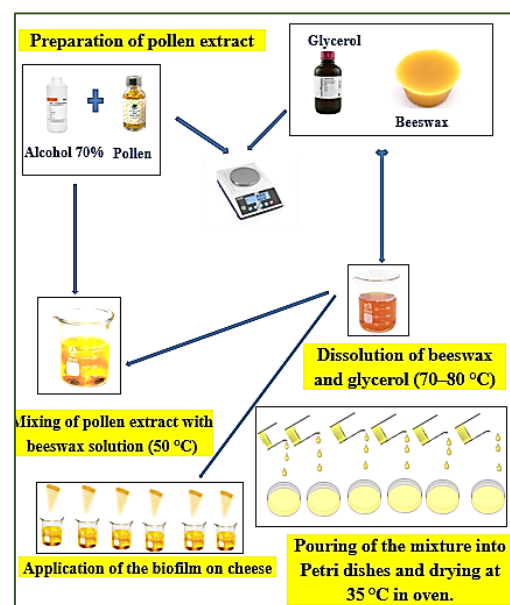 Preparation of pollen extract
Glycerol
Beeswax
Alcohol 70%
Pollen
Dissolution of beeswax
and glycerol (70–80 °C)
Mixing of pollen extract with
beeswax solution (50 °C)
Application of the biofilm on cheese
Pouring of the mixture into
Petri dishes and drying at
35 °C in oven.